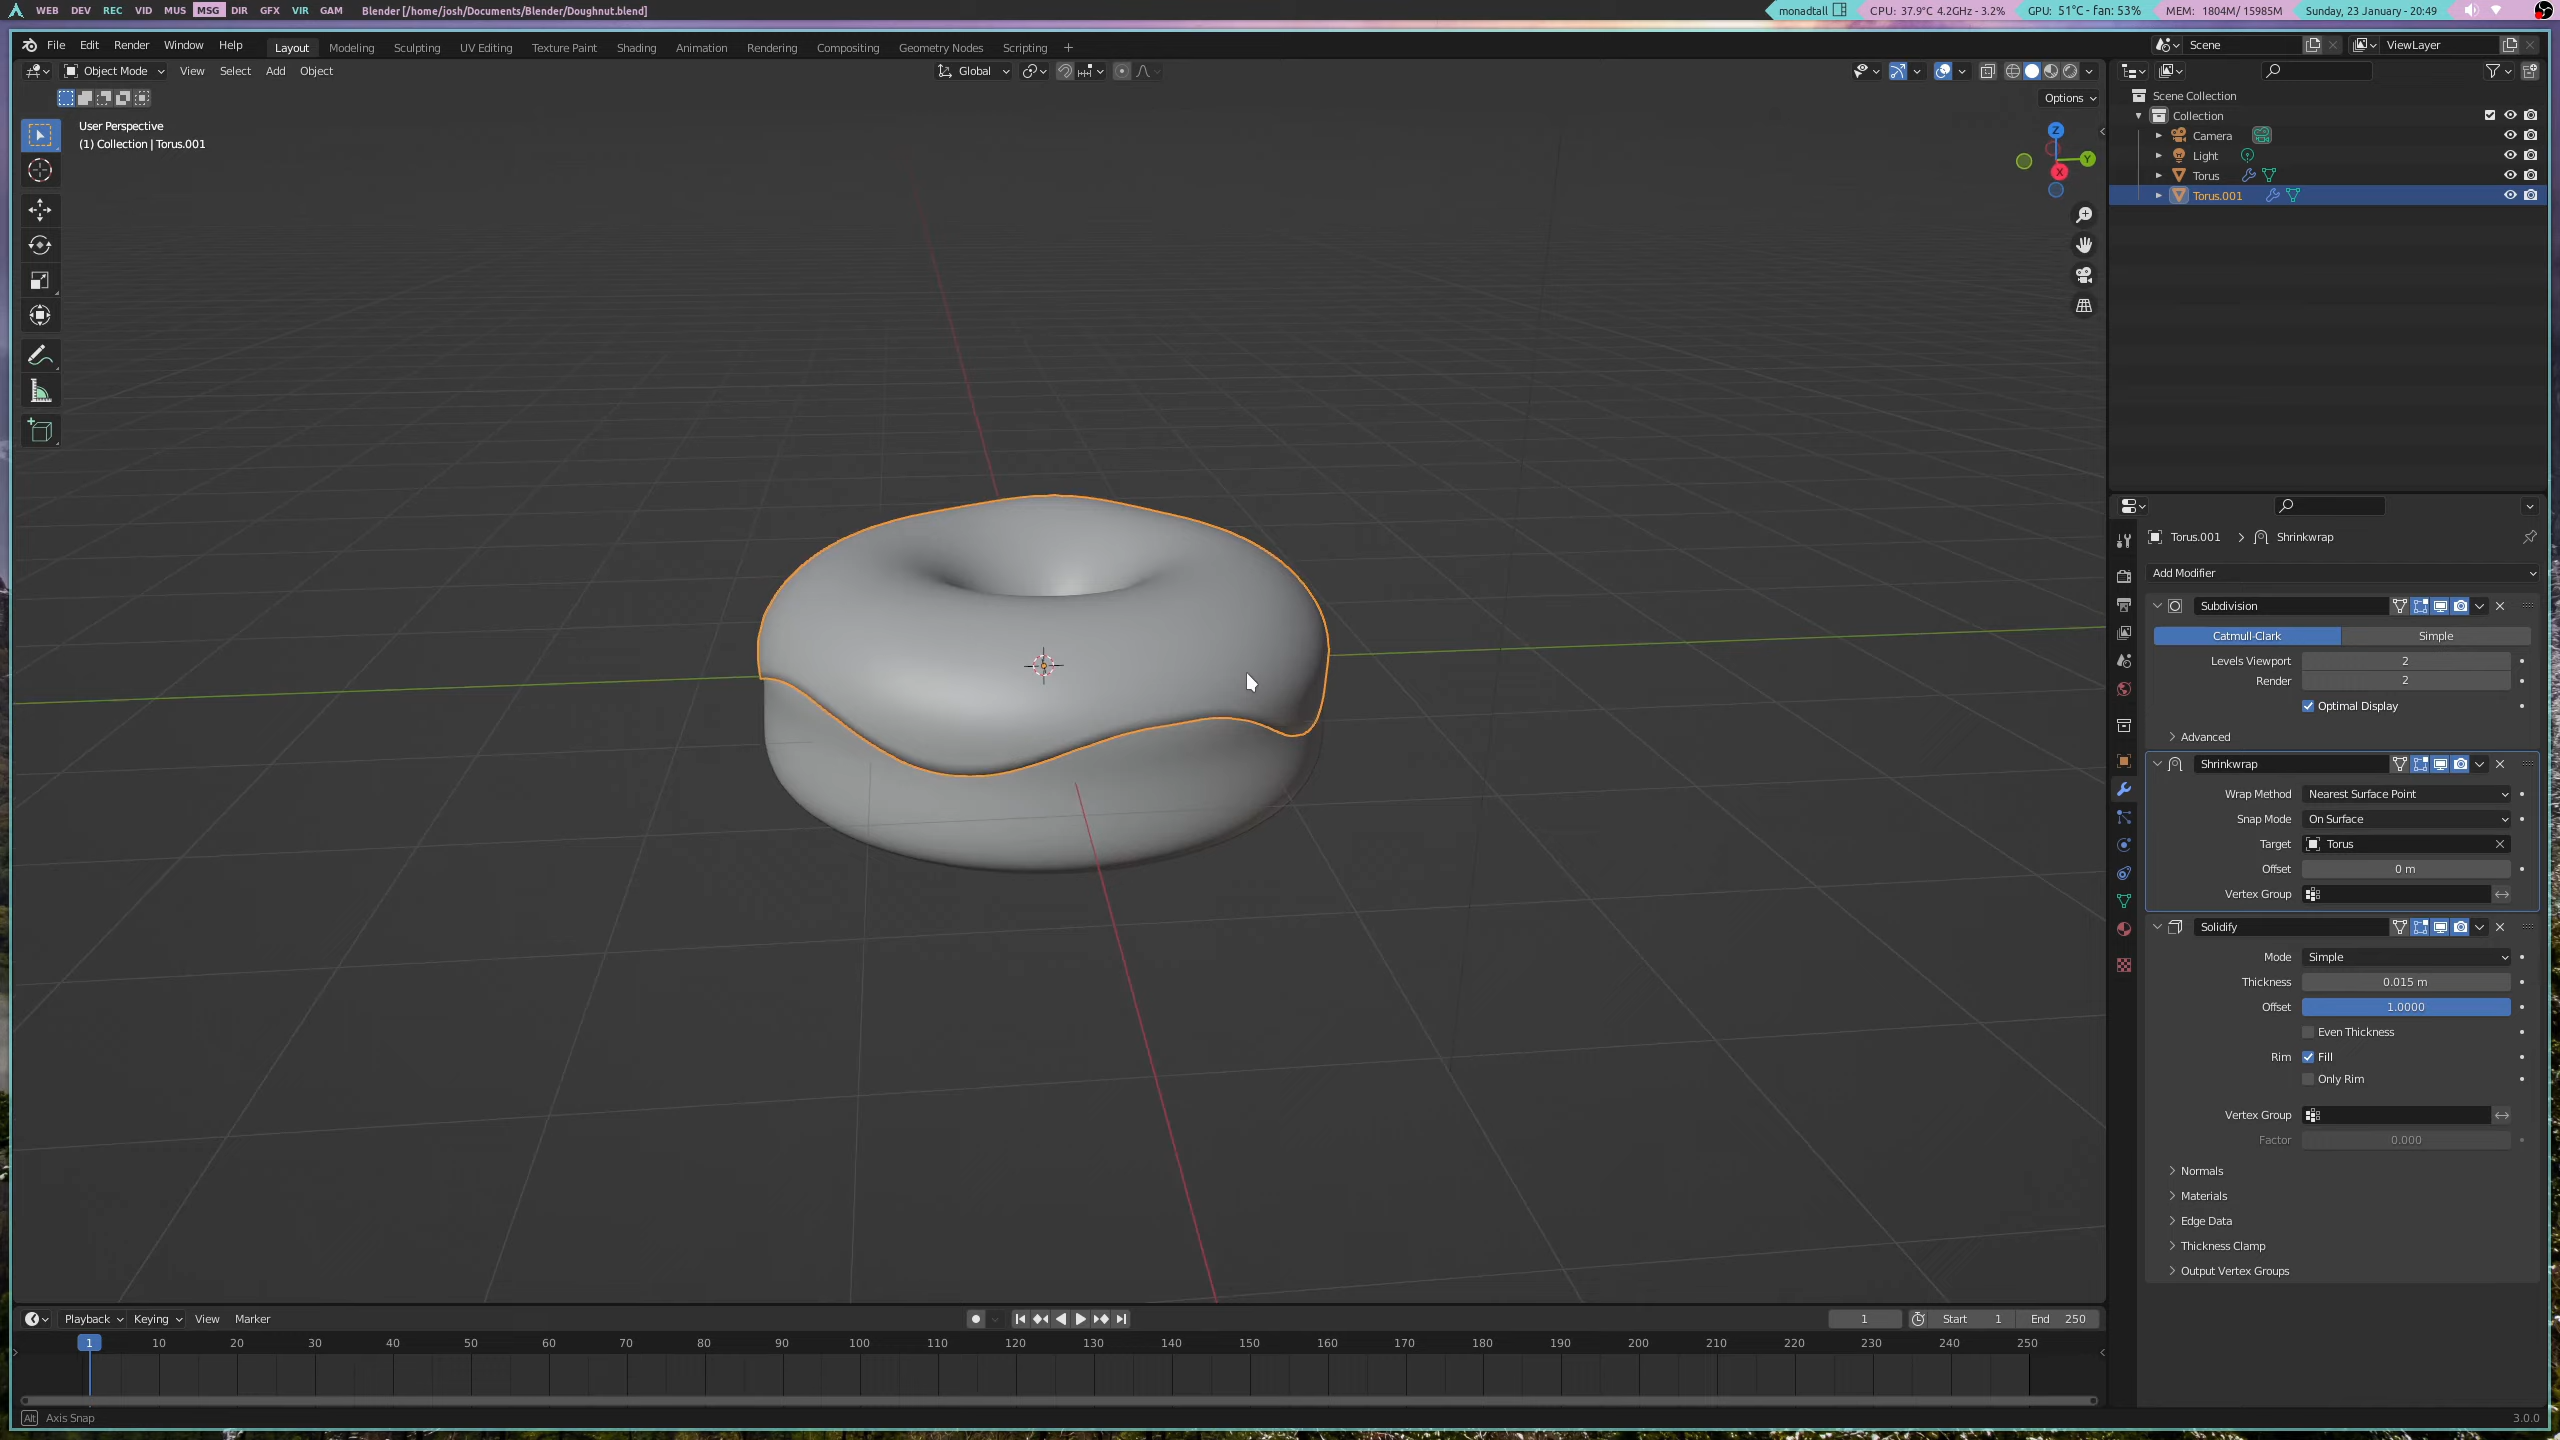 WEB DEV REC VID MUS MSG DIR GFX VIR GAM Blender [/home/josh/Documents/Blender/Doughnut.blend] monadtall CPU: 37.9°C 4.2GHz - 3.2% GPU: 51°C - fan: 53% MEM: 1804M/ 15985M Sunday, 23 January - 20:49
File Edit Render Window Help Layout Modeling Sculpting UV Editing Texture Paint Shading Animation Rendering Compositing Geometry Nodes Scripting + Scene ViewLayer
Object Mode View Select Add Object Global
Options
User Perspective
(1) Collection | Torus.001
Z
Y
X
Scene Collection
Collection
Camera
Light
Torus
Torus.001
Torus.001 > Shrinkwrap
Add Modifier
Subdivision
Catmull-Clark Simple
Levels Viewport 2
Render 2
Optimal Display
Advanced
Shrinkwrap
Wrap Method Nearest Surface Point
Snap Mode On Surface
Target Torus
Offset 0 m
Vertex Group
Solidify
Mode Simple
Thickness 0.015 m
Offset 1.0000
Even Thickness
Rim Fill
Only Rim
Vertex Group
Factor 0.000
Normals
Materials
Edge Data
Thickness Clamp
Output Vertex Groups
Playback Keying View Marker 1 Start 1 End 250
1 10 20 30 40 50 60 70 80 90 100 110 120 130 140 150 160 170 180 190 200 210 220 230 240 250
Alt Axis Snap
3.0.0